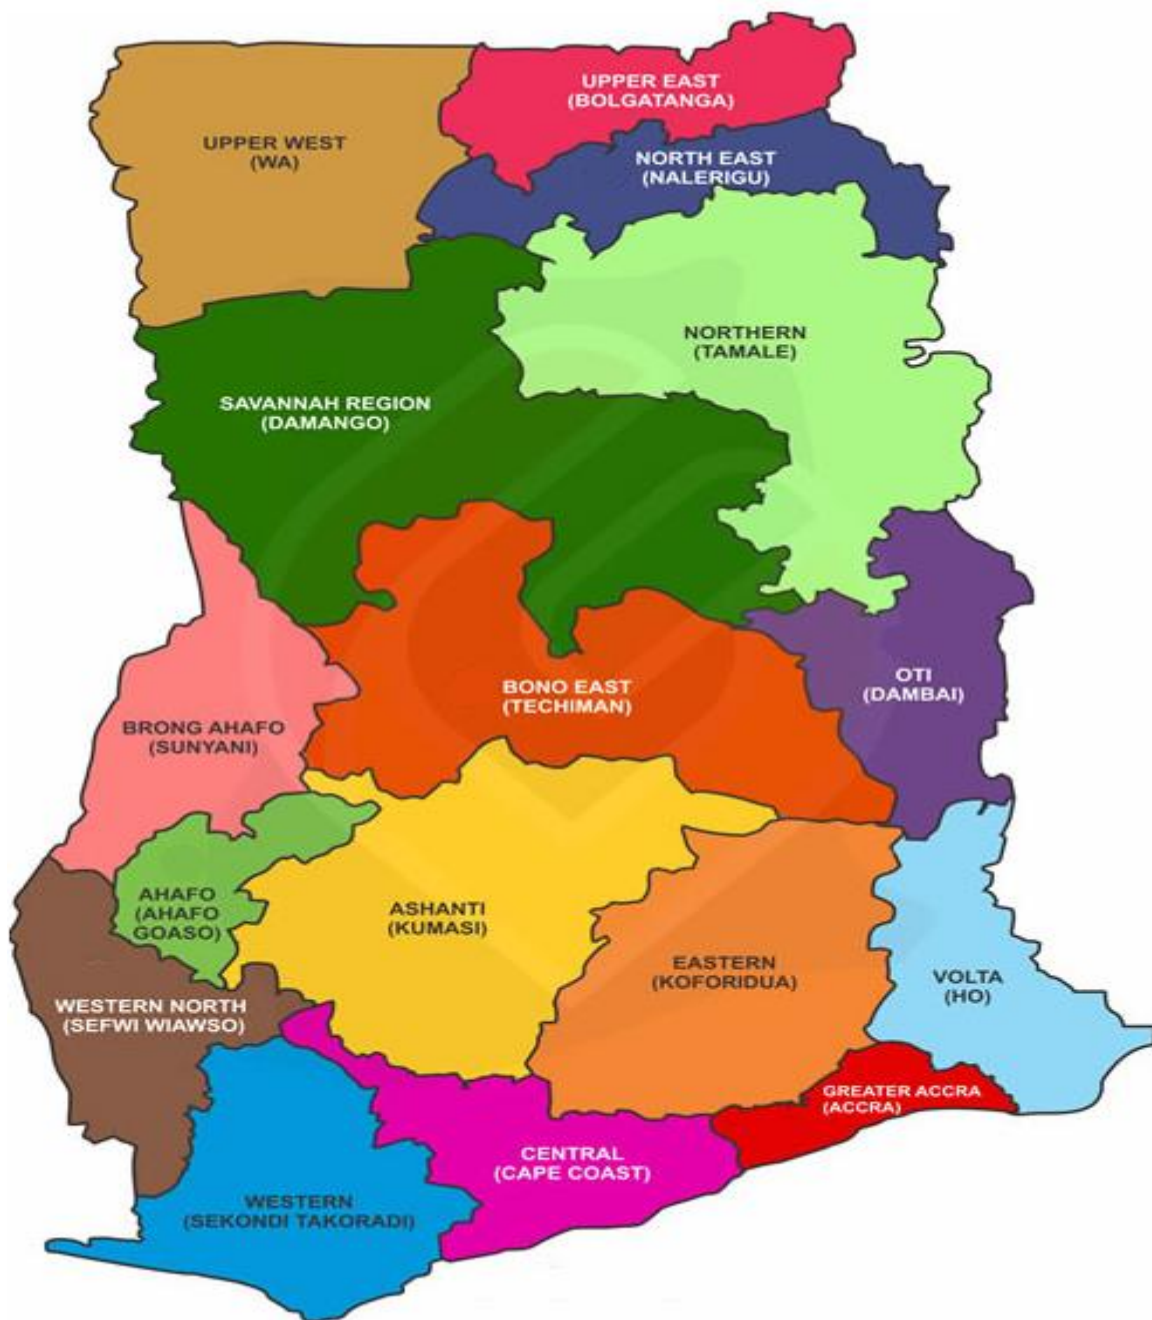 UPPER EAST
(BOLGATANGA)
UPPER WEST
(WA)
NORTH EAST
(NALERIGU)
NORTHERN
(TAMALE)
SAVANNAH REGION
(DAMANGO)
OTI
(DAMBAI)
BONO EAST
(TECHIMAN)
BRONG AHAFO
(SUNYANI)
AHAFO
(AHAFO
GOASO)
ASHANTI
(KUMASI)
EASTERN
(KOFORIDUA)
VOLTA
(HO)
WESTERN NORTH
(SEFWI WIAWSO)
GREATER ACCRA
(ACCRA)
CENTRAL
(CAPE COAST)
WESTERN
(SEKONDI TAKORADI)